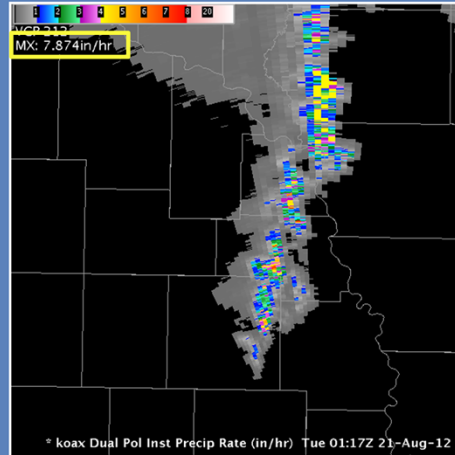 1 2 3 4 5 6 7 8 20
VCP 212
MX: 7.874in/hr
* koax Dual Pol Inst Precip Rate (in/hr) Tue 01:17Z 21-Aug-12